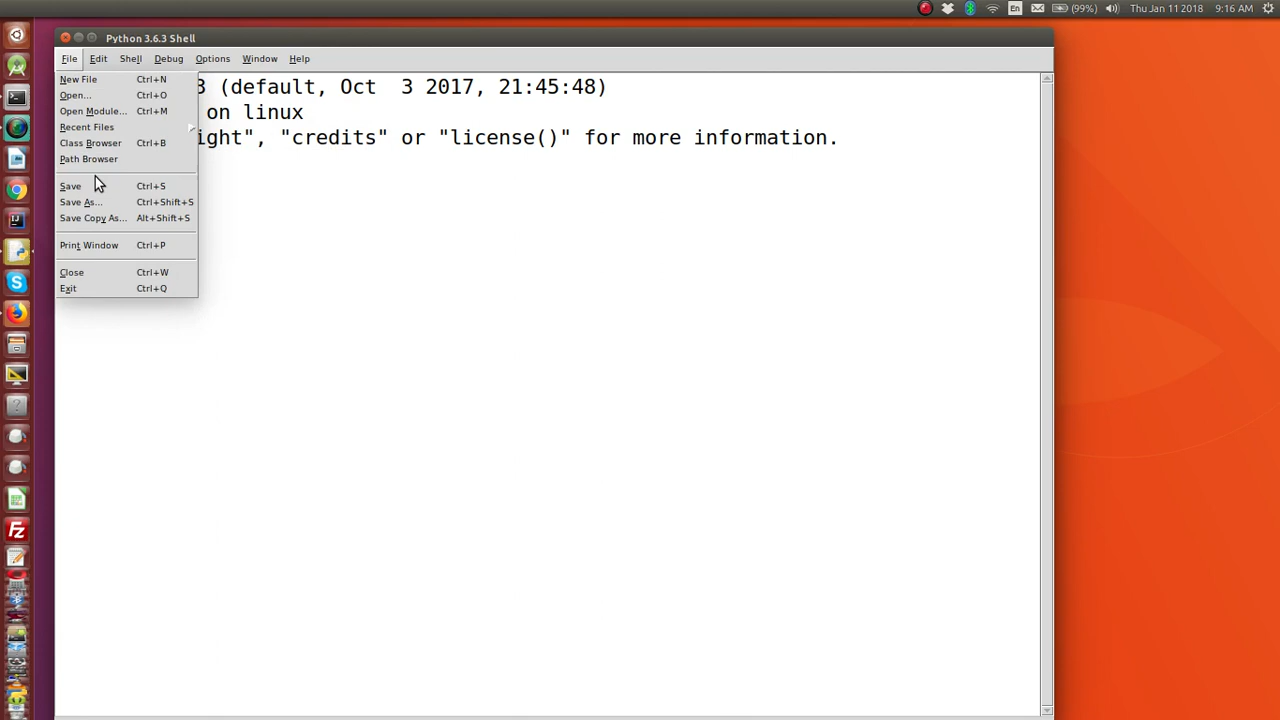 En (99%) Thu Jan 11 2018 9:16 AM
Python 3.6.3 Shell
File Edit Shell Debug Options Window Help
New File Ctrl+N
Open... Ctrl+O
Open Module... Ctrl+M
Recent Files
Class Browser Ctrl+B
Path Browser
Save Ctrl+S
Save As... Ctrl+Shift+S
Save Copy As... Alt+Shift+S
Print Window Ctrl+P
Close Ctrl+W
Exit Ctrl+Q
3 (default, Oct 3 2017, 21:45:48)
on linux
ight", "credits" or "license()" for more information.
Fz